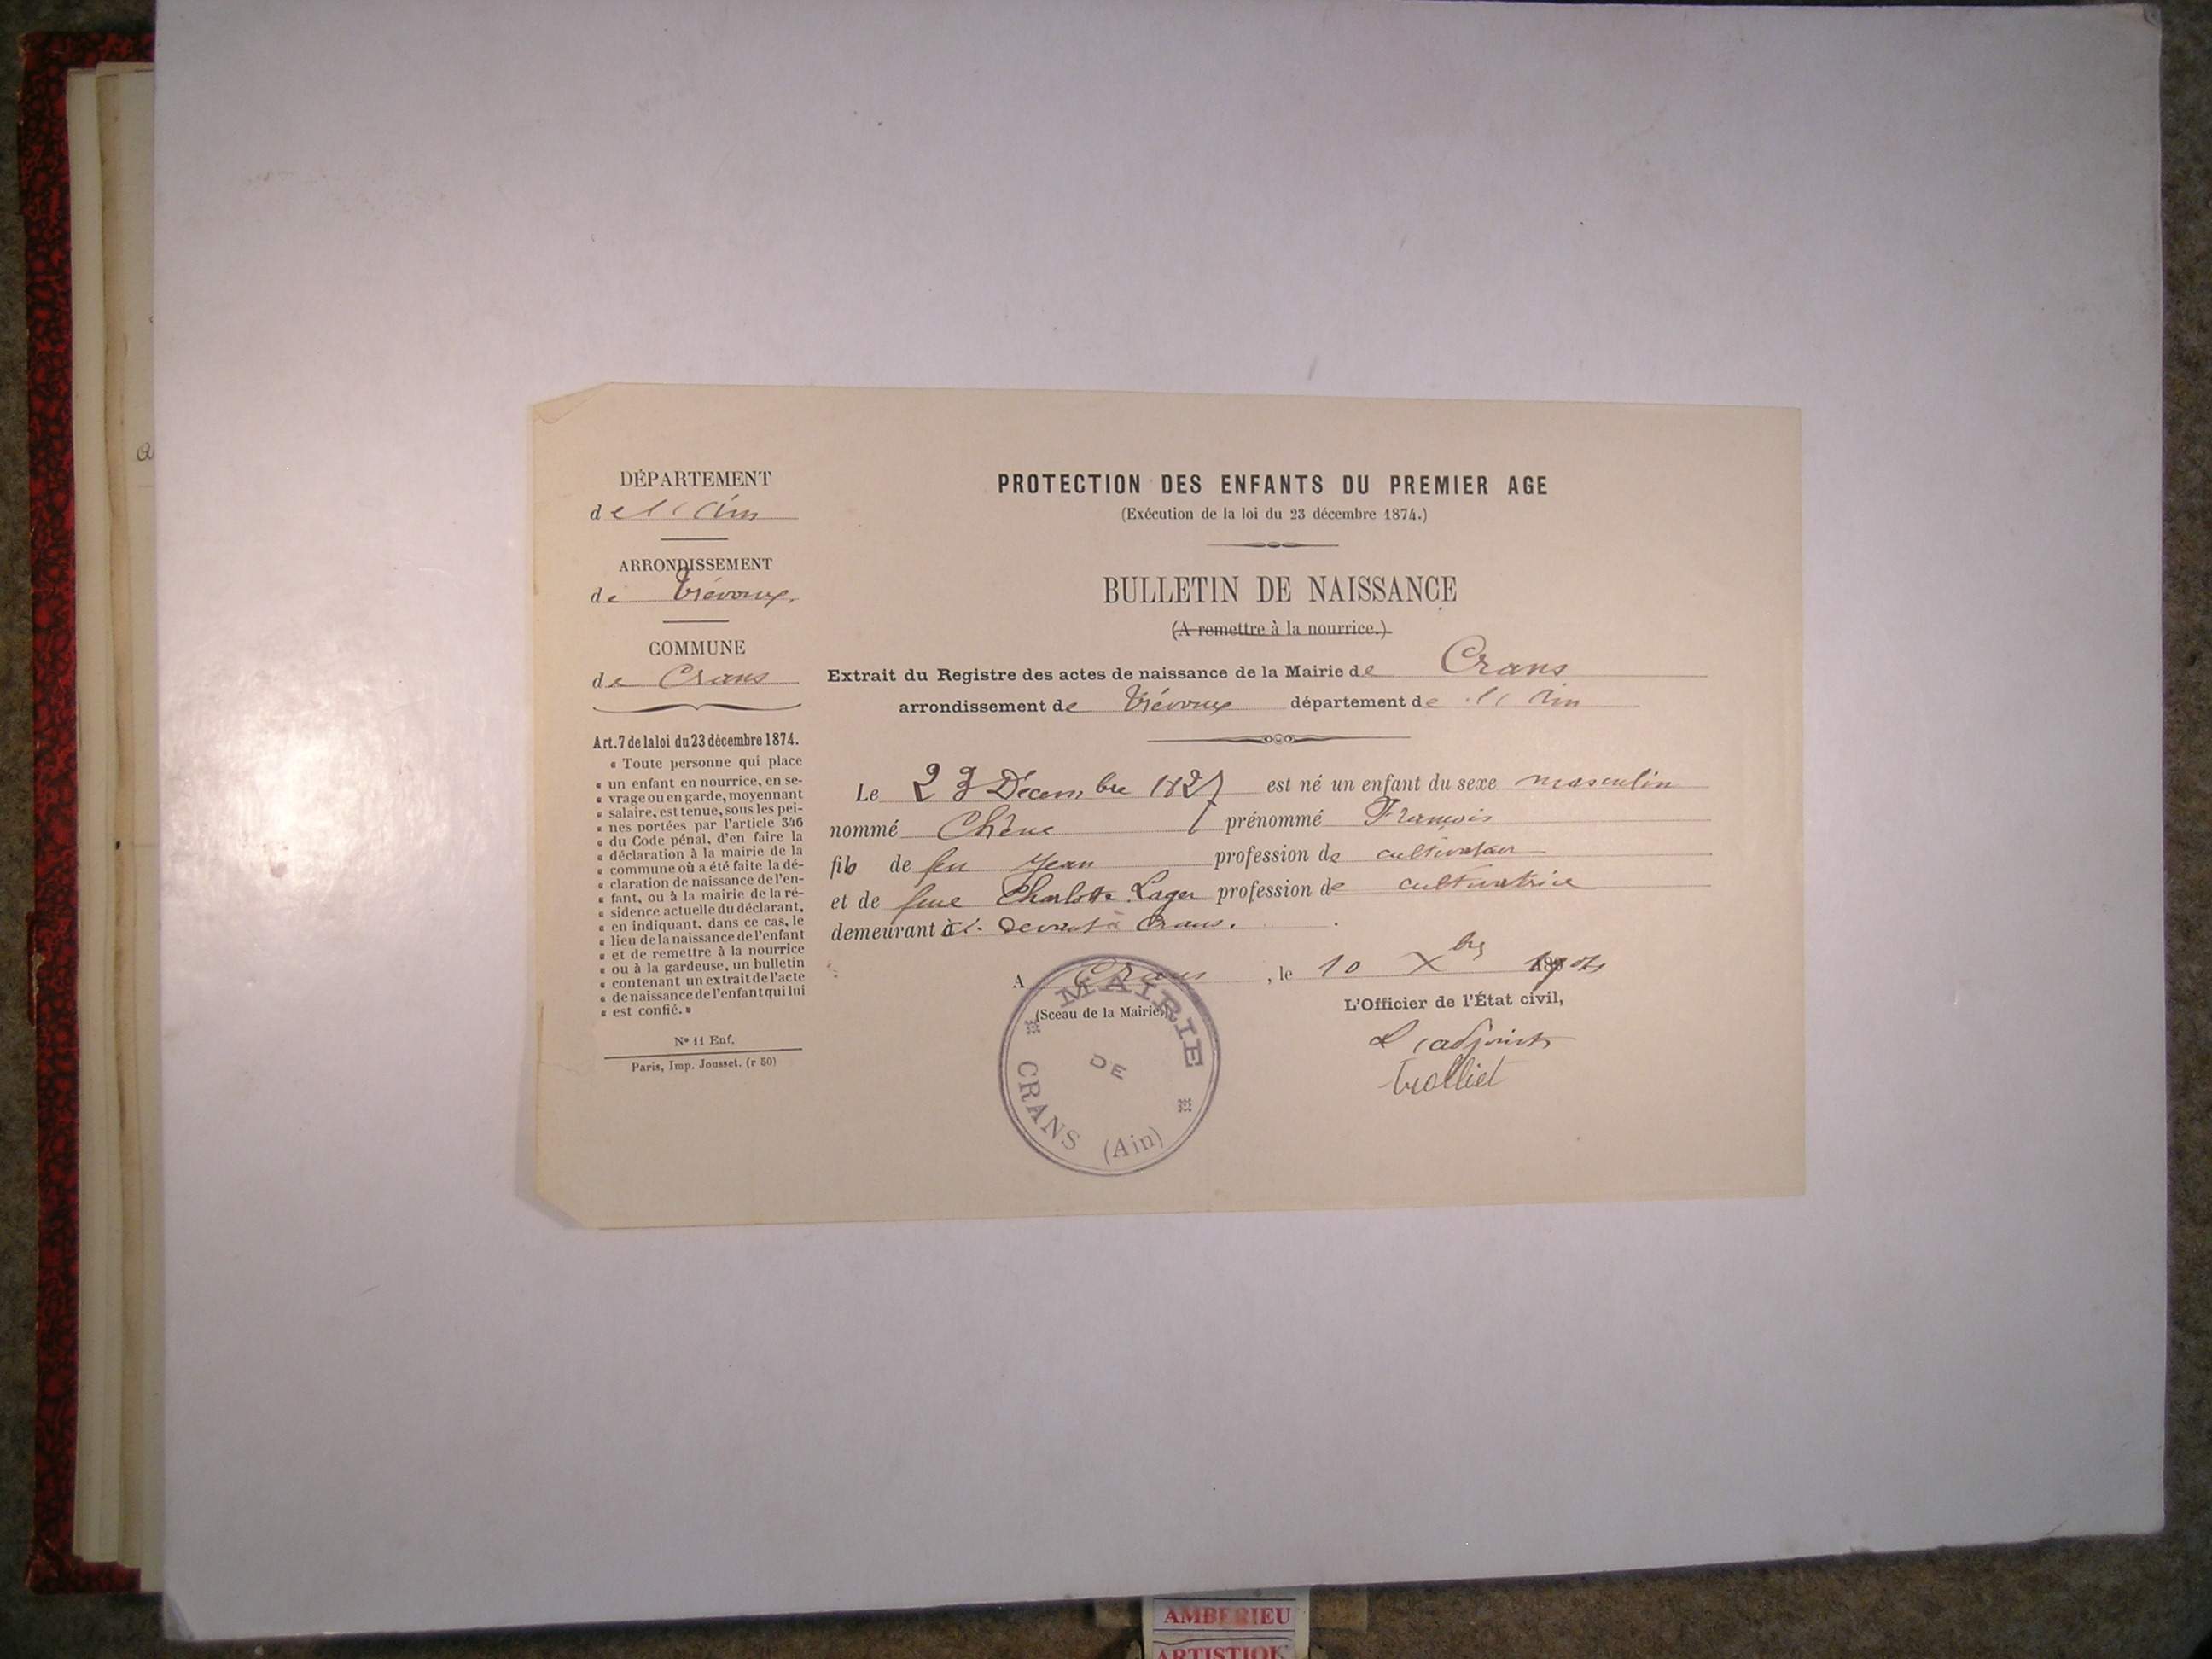 DÉPARTEMENT
de l'Ain
ARRONDISSEMENT
de Trévoux
COMMUNE
de Crans
Art. 7 de la loi du 23 décembre 1874.
« Toute personne qui place
« un enfant en nourrice, en se-
« vrage ou en garde, moyennant
« salaire, est tenue, sous les pei-
« nes portées par l'article 346
« du Code pénal, d'en faire la
« déclaration à la mairie de la
« commune où a été faite la dé-
« claration de naissance de l'en-
« fant, ou à la mairie de la ré-
« sidence actuelle du déclarant,
« en indiquant, dans ce cas, le
« lieu de la naissance de l'enfant
« et de remettre à la nourrice
« ou à la gardeuse, un bulletin
« contenant un extrait de l'acte
« de naissance de l'enfant qui lui
« est confié. »
N° 11 Enf.
Paris, Imp. Jousset. (r 50)
PROTECTION DES ENFANTS DU PREMIER AGE
(Exécution de la loi du 23 décembre 1874.)
BULLETIN DE NAISSANCE
(A remettre à la nourrice.)
Extrait du Registre des actes de naissance de la Mairie de Crans
arrondissement de Trévoux département de l'Ain
Le 23 Décembre 1827 est né un enfant du sexe masculin
nommé Chêne prénommé François
fils de feu Jean profession de cultivateur
et de feue Charlotte Lager profession de cultivatrice
demeurant ci-devant à Crans.
A Crans, le 10 Xbre
(Sceau de la Mairie.)
L'Officier de l'État civil,
L'adjoint
Trolliet
MAIRIE DE CRANS (Ain)
AMBERIEU
ARTISTIQ